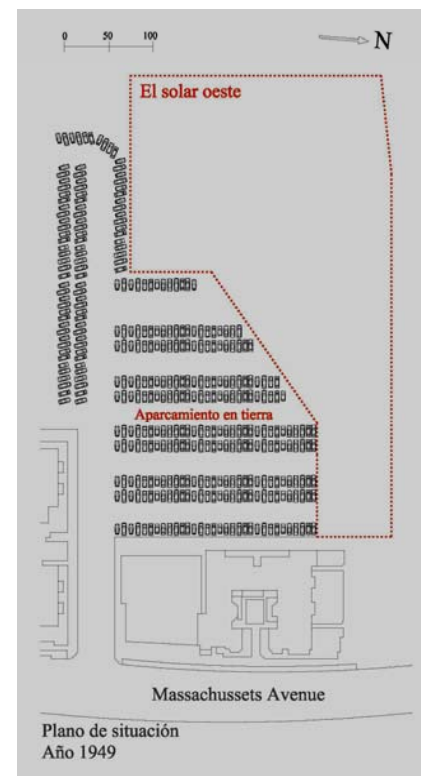 0 50 100
N
El solar oeste
Aparcamiento en tierra
Massachussets Avenue
Plano de situación
Año 1949